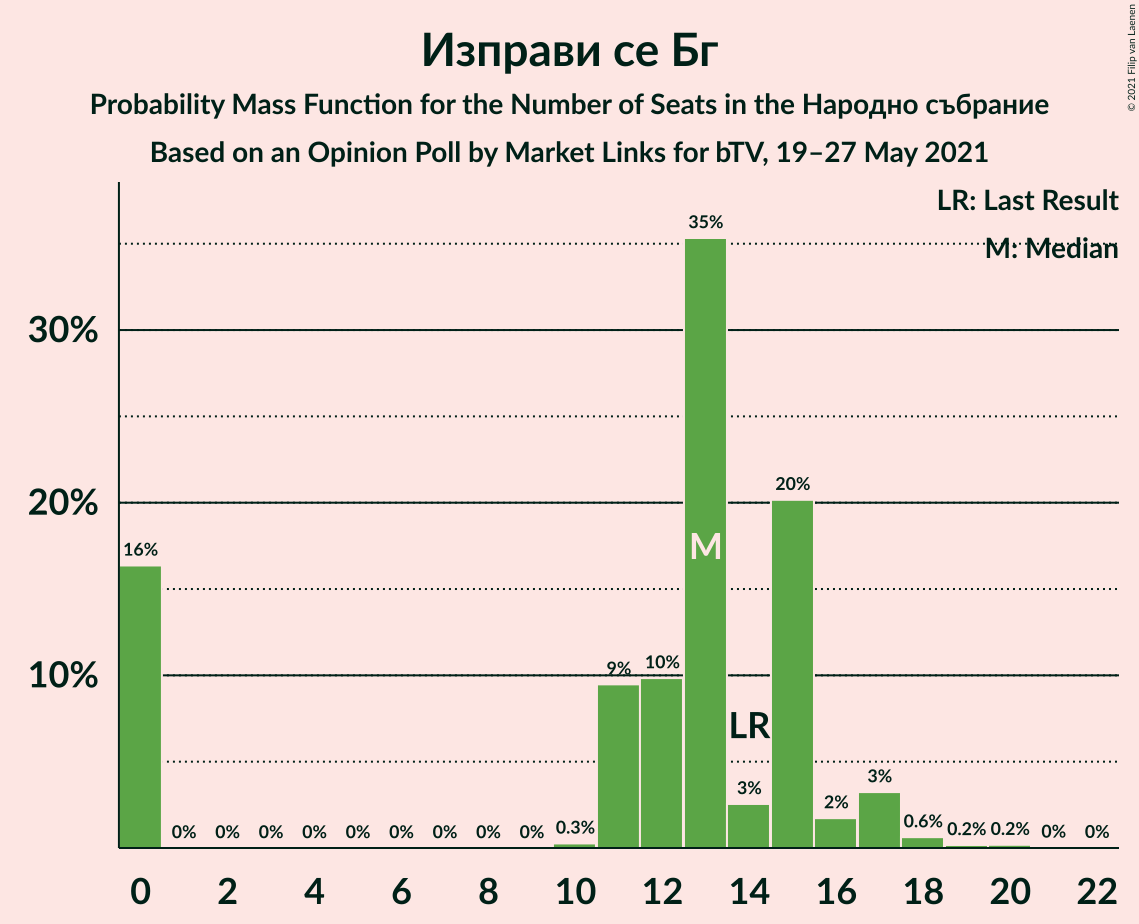 Изправи се Бг
Probability Mass Function for the Number of Seats in the Народно събрание
Based on an Opinion Poll by Market Links for bTV, 19–27 May 2021
© 2021 Filip van Laenen
LR: Last Result
M: Median
35%
30%
20%
20%
16%
M
10%
9%
10%
LR
3%
3%
2%
0% 0% 0% 0% 0% 0% 0% 0% 0% 0.3% 0.6% 0.2% 0.2% 0% 0%
0 2 4 6 8 10 12 14 16 18 20 22